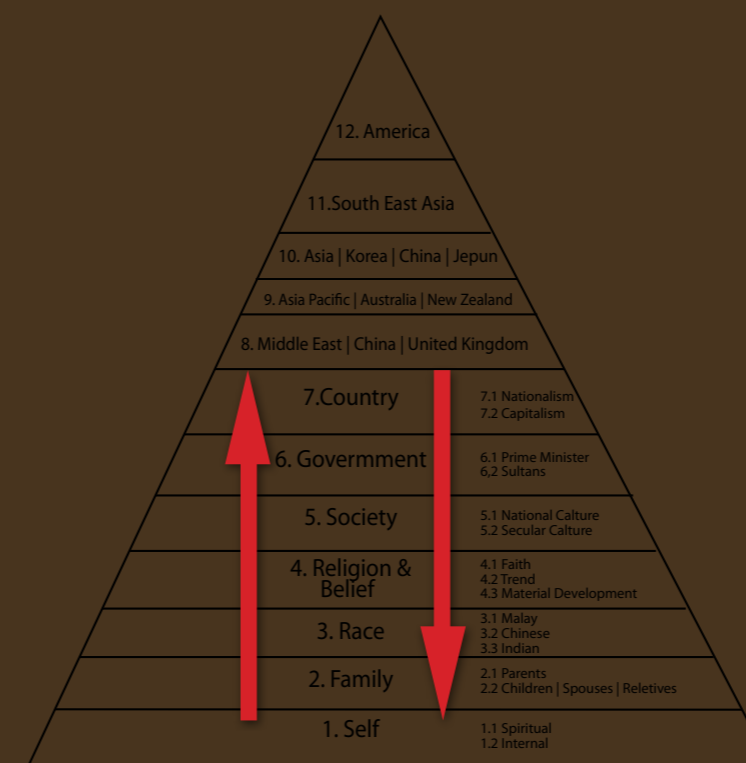 12. America
11.South East Asia
10. Asia | Korea | China | Jepun
9. Asia Pacific | Australia | New Zealand
8. Middle East | China | United Kingdom
7.Country
7.1 Nationalism
7.2 Capitalism
6. Governmment
6.1 Prime Minister
6,2 Sultans
5. Society
5.1 National Calture
5.2 Secular Calture
4. Religion &
Belief
4.1 Faith
4.2 Trend
4.3 Material Development
3. Race
3.1 Malay
3.2 Chinese
3.3 Indian
2. Family
2.1 Parents
2.2 Children | Spouses | Reletives
1. Self
1.1 Spiritual
1.2 Internal